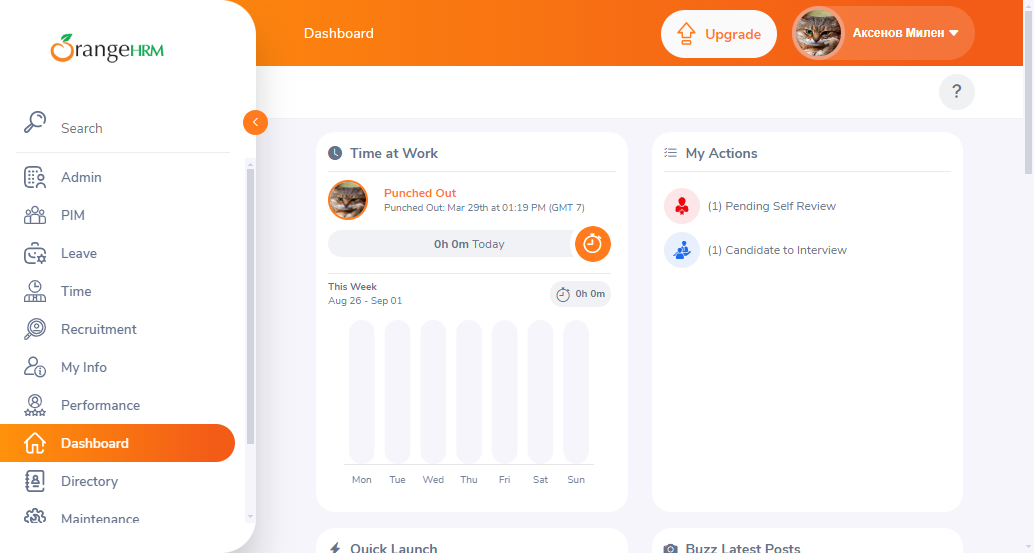 OrangeHRM
Dashboard
Upgrade
Аксенов Милен
?
Search
Admin
PIM
Leave
Time
Recruitment
My Info
Performance
Dashboard
Directory
Maintenance
Time at Work
Punched Out
Punched Out: Mar 29th at 01:19 PM (GMT 7)
0h 0m Today
This Week
Aug 26 - Sep 01
0h 0m
Mon Tue Wed Thu Fri Sat Sun
My Actions
(1) Pending Self Review
(1) Candidate to Interview
Quick Launch
Buzz Latest Posts